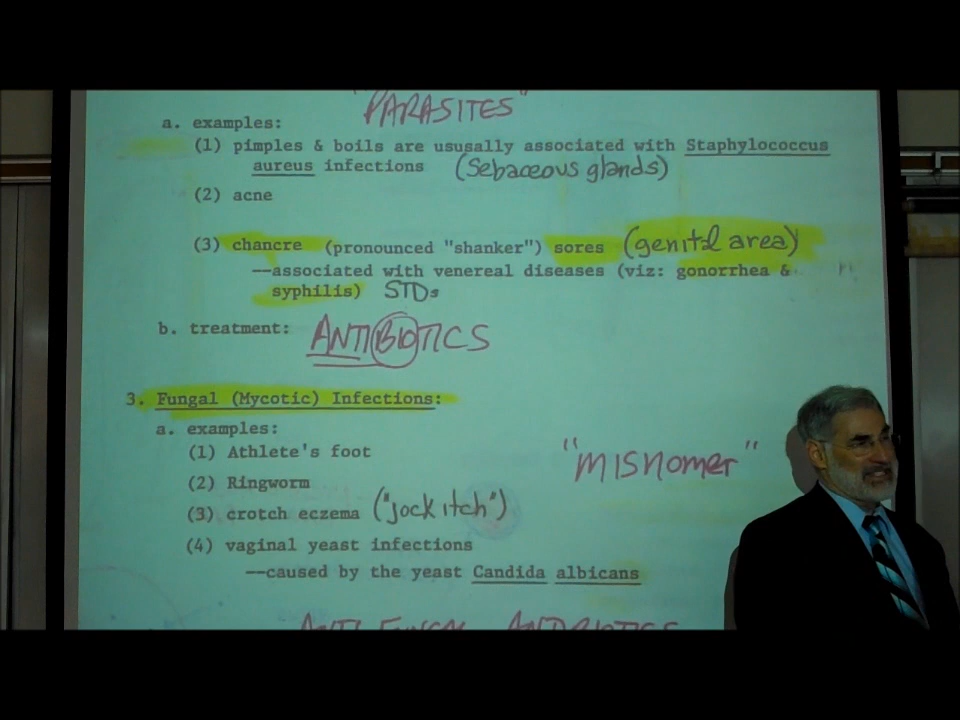 "PARASITES"
a. examples:
(1) pimples & boils are ususally associated with Staphylococcus
aureus infections (Sebaceous glands)
(2) acne
(3) chancre (pronounced "shanker") sores (genital area)
--associated with venereal diseases (viz: gonorrhea &
syphilis) STDs
b. treatment: ANTIBIOTICS
3. Fungal (Mycotic) Infections:
a. examples:
(1) Athlete's foot
"misnomer"
(2) Ringworm
(3) crotch eczema ("Jock itch")
(4) vaginal yeast infections
--caused by the yeast Candida albicans
ANTIFUNGAL ANTIBIOTICS